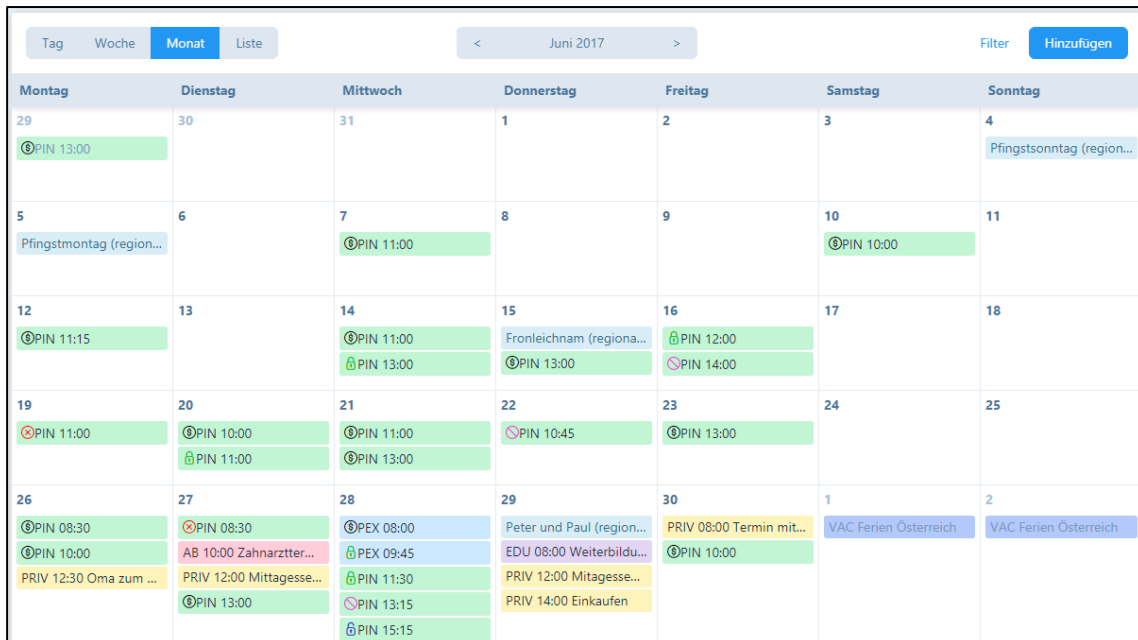 Tag Woche Monat Liste < Juni 2017 > Filter Hinzufügen
Montag Dienstag Mittwoch Donnerstag Freitag Samstag Sonntag
29 30 31 1 2 3 4
PIN 13:00 Pfingstsonntag (region...
5 6 7 8 9 10 11
Pfingstmontag (region... PIN 11:00 PIN 10:00
12 13 14 15 16 17 18
PIN 11:15 PIN 11:00 Fronleichnam (regiona... PIN 12:00
PIN 13:00 PIN 13:00 PIN 14:00
19 20 21 22 23 24 25
PIN 11:00 PIN 10:00 PIN 11:00 PIN 10:45 PIN 13:00
PIN 11:00 PIN 13:00
26 27 28 29 30 1 2
PIN 08:30 PIN 08:30 PEX 08:00 Peter und Paul (region... PRIV 08:00 Termin mit... VAC Ferien Österreich VAC Ferien Österreich
PIN 10:00 AB 10:00 Zahnarztter... PEX 09:45 EDU 08:00 Weiterbildu... PIN 10:00
PRIV 12:30 Oma zum ... PRIV 12:00 Mittagesse... PIN 11:30 PRIV 12:00 Mitagesse...
PIN 13:00 PIN 13:15 PRIV 14:00 Einkaufen
PIN 15:15